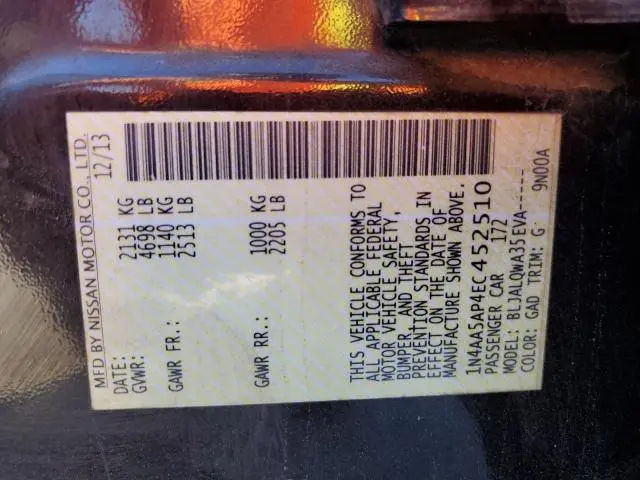 MFD BY NISSAN MOTOR CO., LTD.
DATE: 12/13
GVWR: 2131 KG
4698 LB
GAWR FR.: 1140 KG
2513 LB
GAWR RR.: 1000 KG
2205 LB
THIS VEHICLE CONFORMS TO
ALL APPLICABLE FEDERAL
MOTOR VEHICLE SAFETY,
BUMPER, AND THEFT
PREVENTION STANDARDS IN
EFFECT ON THE DATE OF
MANUFACTURE SHOWN ABOVE.
1N4AA5AP4EC452510
PASSENGER CAR 172
MODEL: BLJALQWA35EVA-----
COLOR: GAD TRIM: G 9N00A